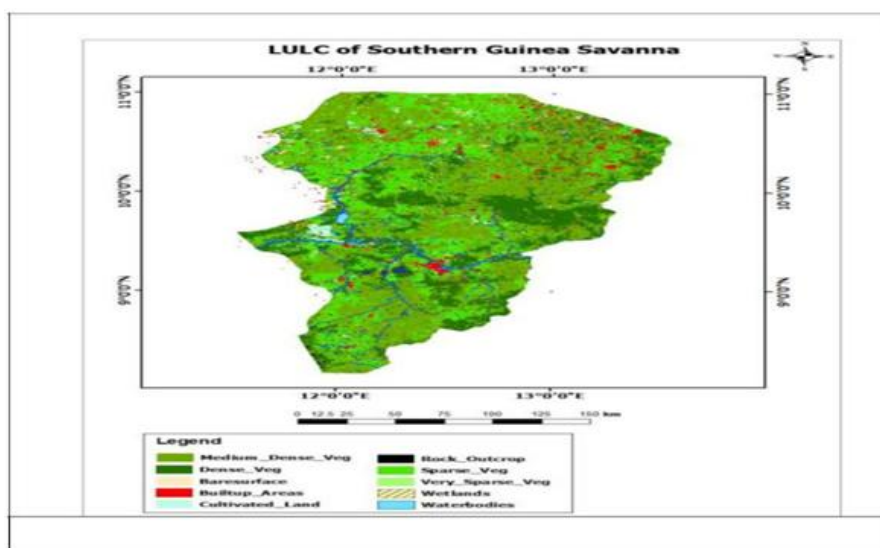 LULC of Southern Guinea Savanna
12°0'0"E 13°0'0"E
11°0'0"N 11°0'0"N
10°0'0"N 10°0'0"N
9°0'0"N 9°0'0"N
12°0'0"E 13°0'0"E
0 12.5 25 50 75 100 125 150 km
Legend
Medium_Dense_Veg Rock_Outcrop
Dense_Veg Sparse_Veg
Baresurface Very_Sparse_Veg
Builtup_Areas Wetlands
Cultivated_Land Waterbodies